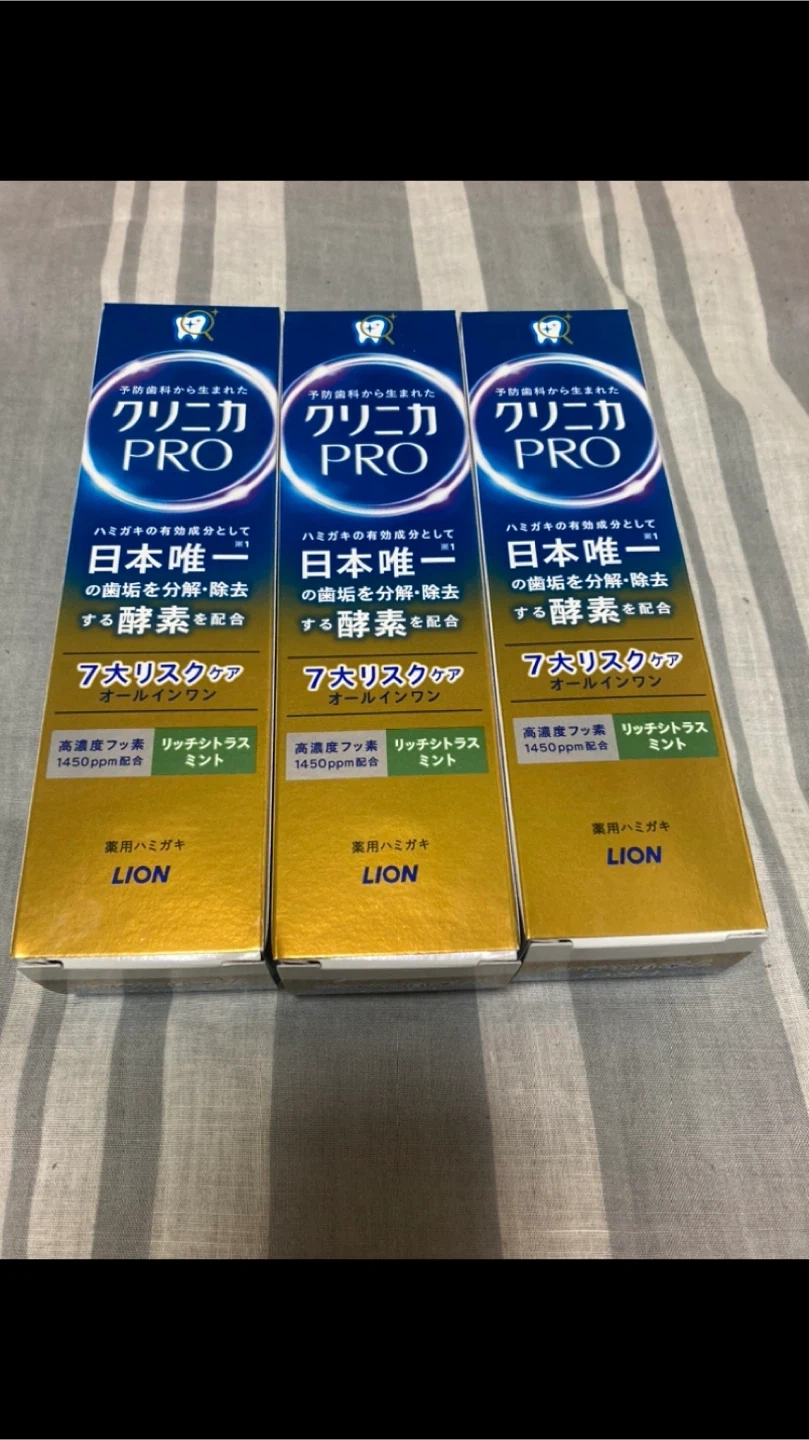 予防歯科から生まれた
クリニカ
PRO
ハミガキの有効成分として
日本唯一※1
の歯垢を分解・除去
する酵素を配合
7大リスクケア
オールインワン
高濃度フッ素
1450ppm配合
リッチシトラス
ミント
薬用ハミガキ
LION
予防歯科から生まれた
クリニカ
PRO
ハミガキの有効成分として
日本唯一※1
の歯垢を分解・除去
する酵素を配合
7大リスクケア
オールインワン
高濃度フッ素
1450ppm配合
リッチシトラス
ミント
薬用ハミガキ
LION
予防歯科から生まれた
クリニカ
PRO
ハミガキの有効成分として
日本唯一※1
の歯垢を分解・除去
する酵素を配合
7大リスクケア
オールインワン
高濃度フッ素
1450ppm配合
リッチシトラス
ミント
薬用ハミガキ
LION